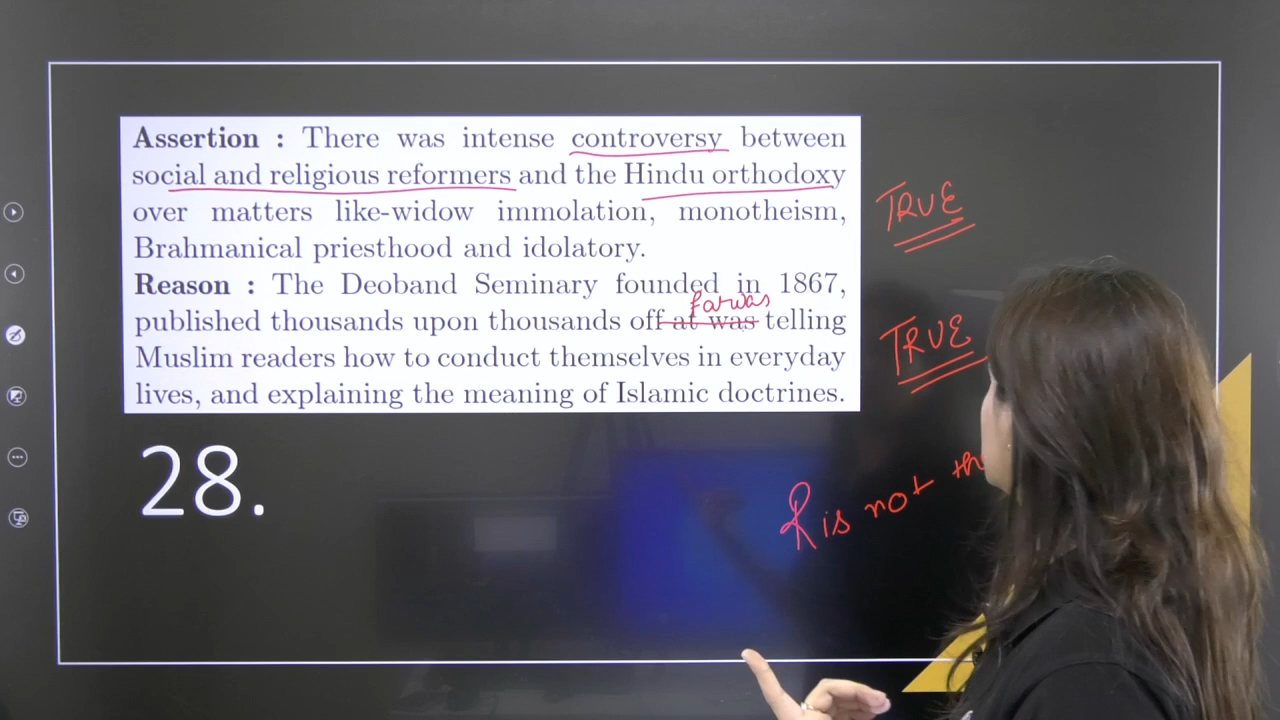 Assertion : There was intense controversy between
social and religious reformers and the Hindu orthodoxy
over matters like-widow immolation, monotheism,
Brahmanical priesthood and idolatory.
TRUE
Reason : The Deoband Seminary founded in 1867,
farwas
published thousands upon thousands off at was telling
TRUE
Muslim readers how to conduct themselves in everyday
lives, and explaining the meaning of Islamic doctrines.
28.
R is not